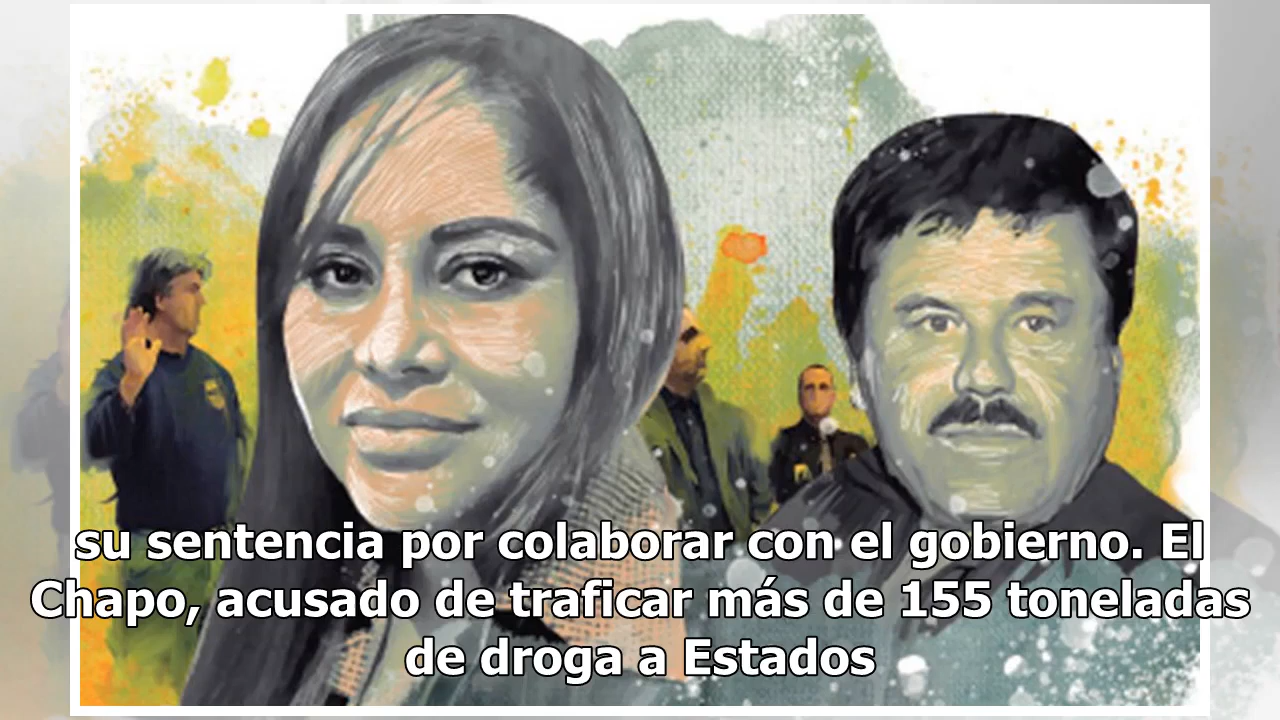 su sentencia por colaborar con el gobierno. El
Chapo, acusado de traficar más de 155 toneladas
de droga a Estados